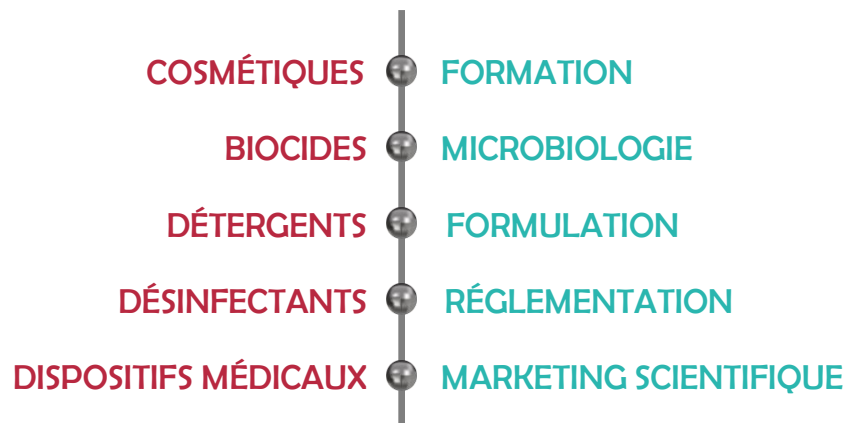 COSMÉTIQUES FORMATION
BIOCIDES MICROBIOLOGIE
DÉTERGENTS FORMULATION
DÉSINFECTANTS RÉGLEMENTATION
DISPOSITIFS MÉDICAUX MARKETING SCIENTIFIQUE